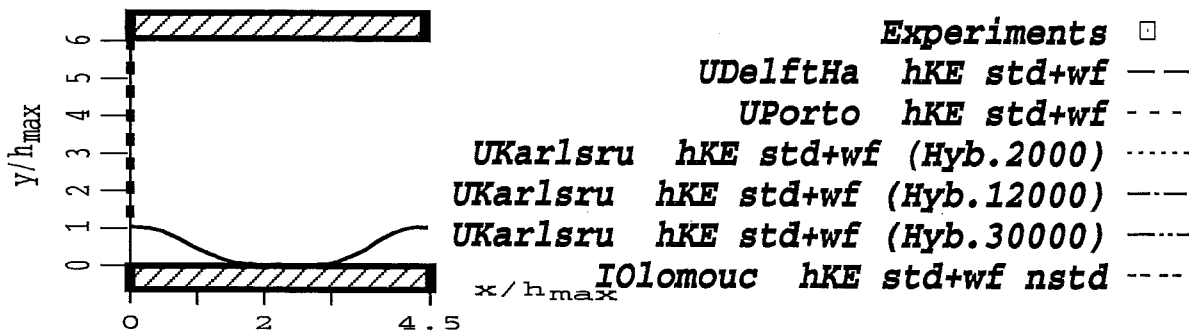 6
5
4
3
2
1
0
y/hmax
0
2
4.5
x/hmax
Experiments
UDelftHa hKE std+wf
UPorto hKE std+wf
UKarlsru hKE std+wf (Hyb.2000)
UKarlsru hKE std+wf (Hyb.12000)
UKarlsru hKE std+wf (Hyb.30000)
IOlomouc hKE std+wf nstd